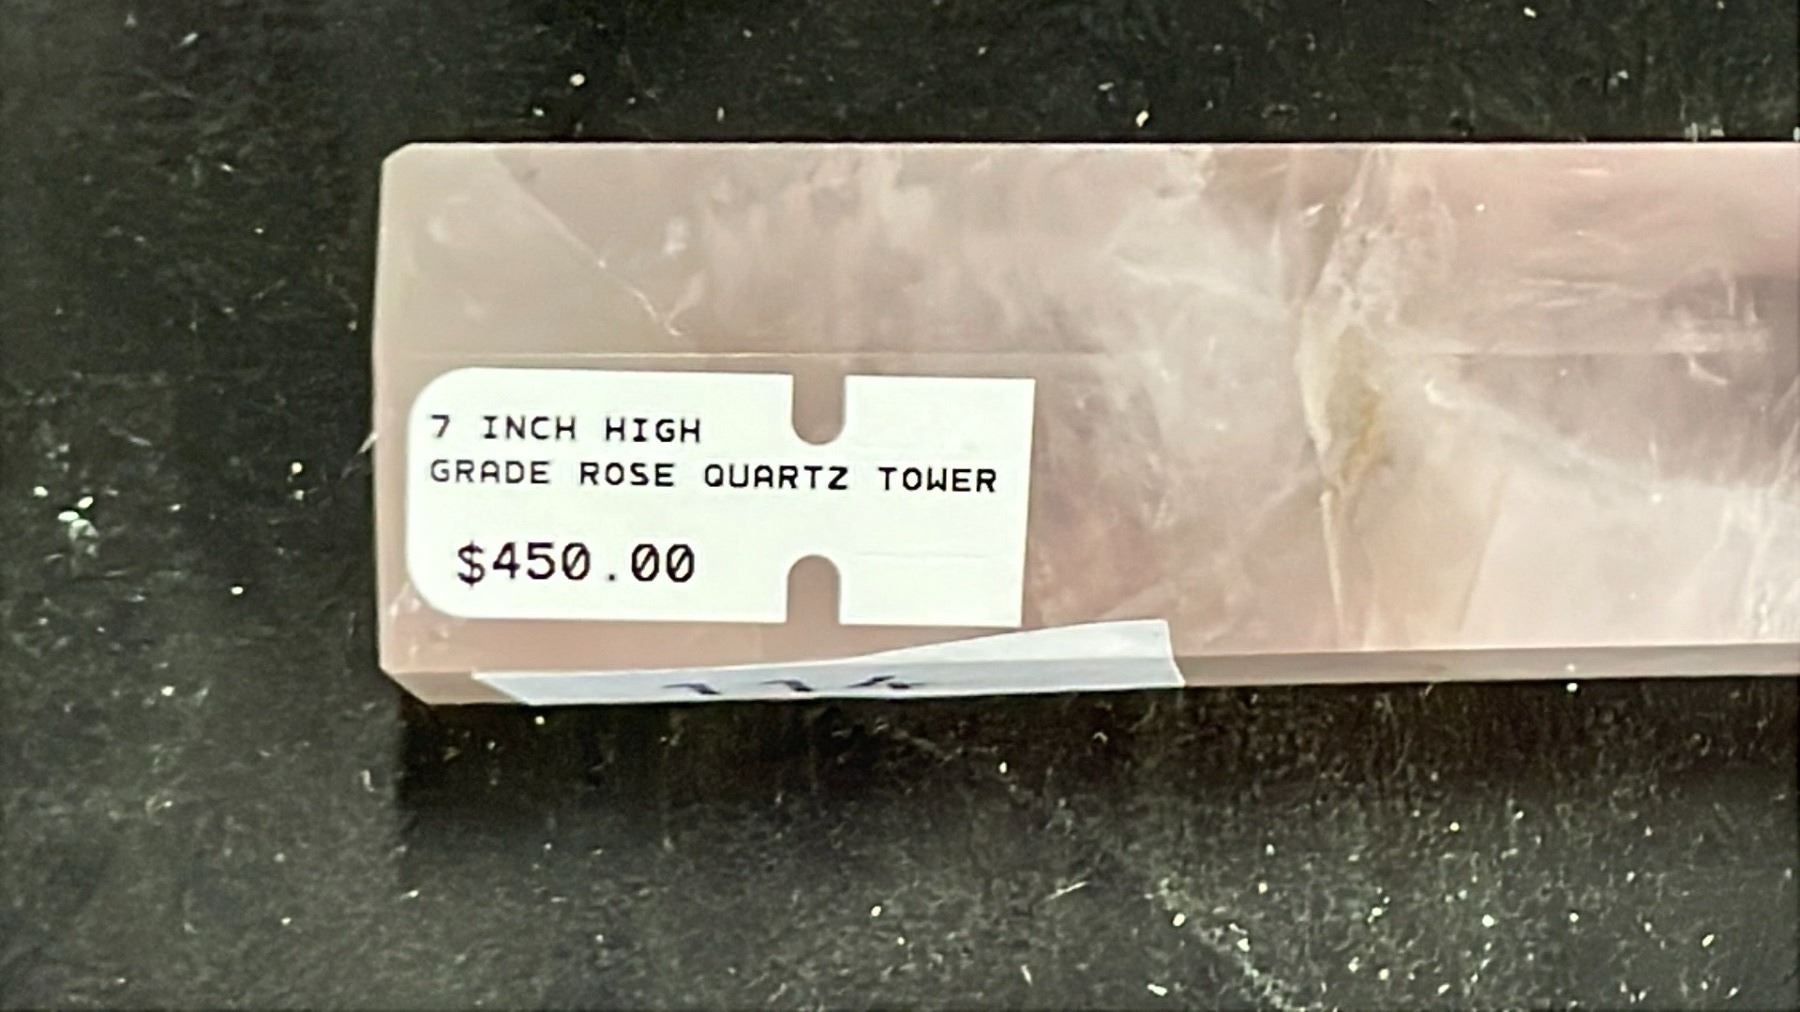 7 INCH HIGH
GRADE ROSE QUARTZ TOWER
$450.00